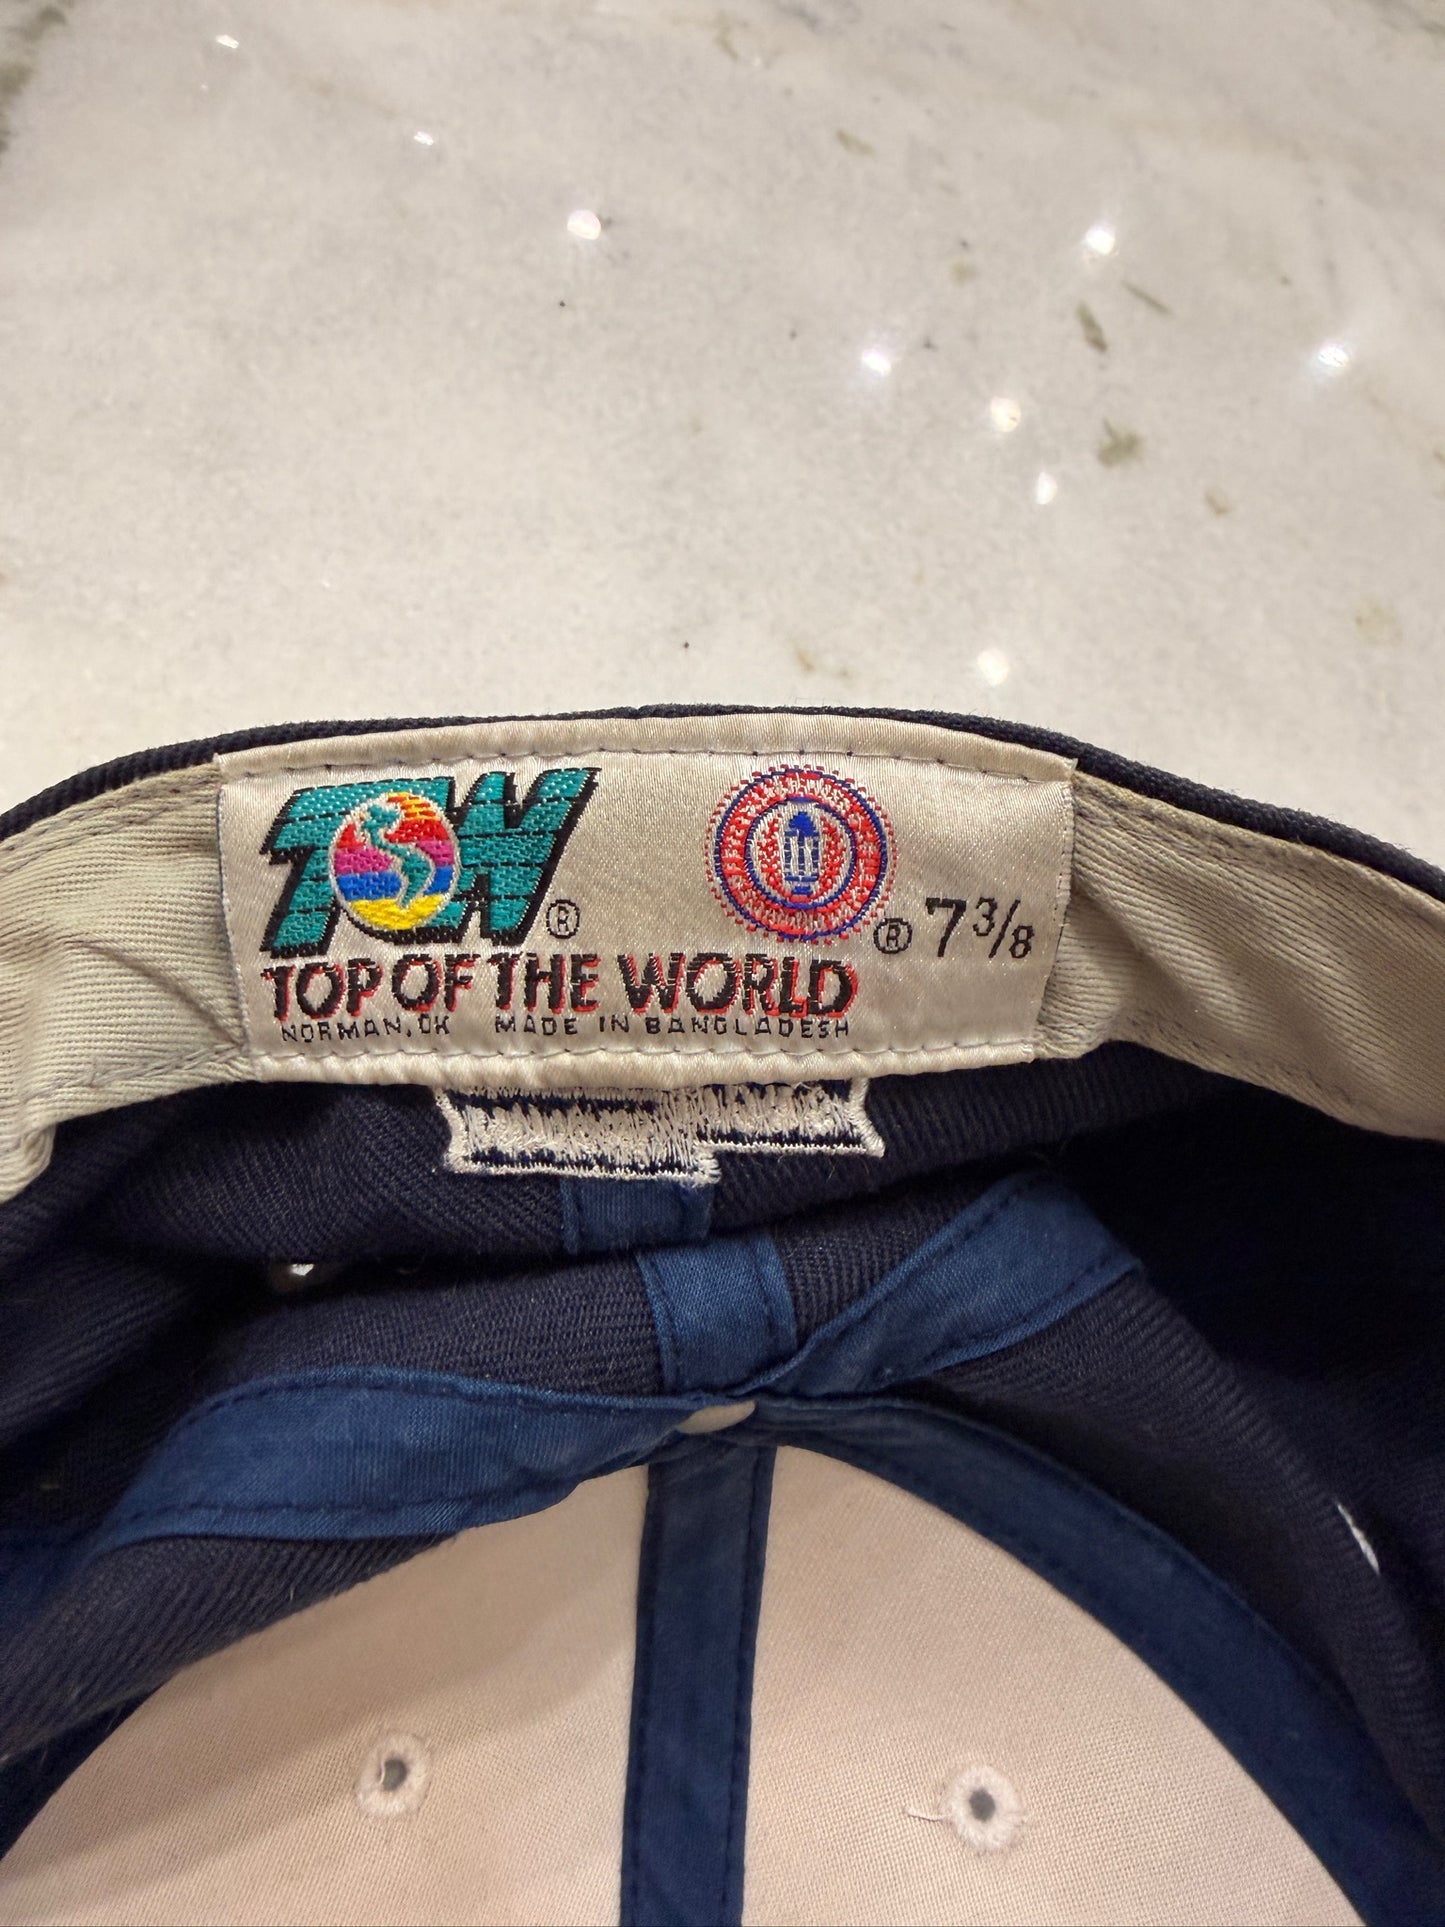 TOW®
® 7 3/8
TOP OF THE WORLD
NORMAN, OK MADE IN BANGLADESH